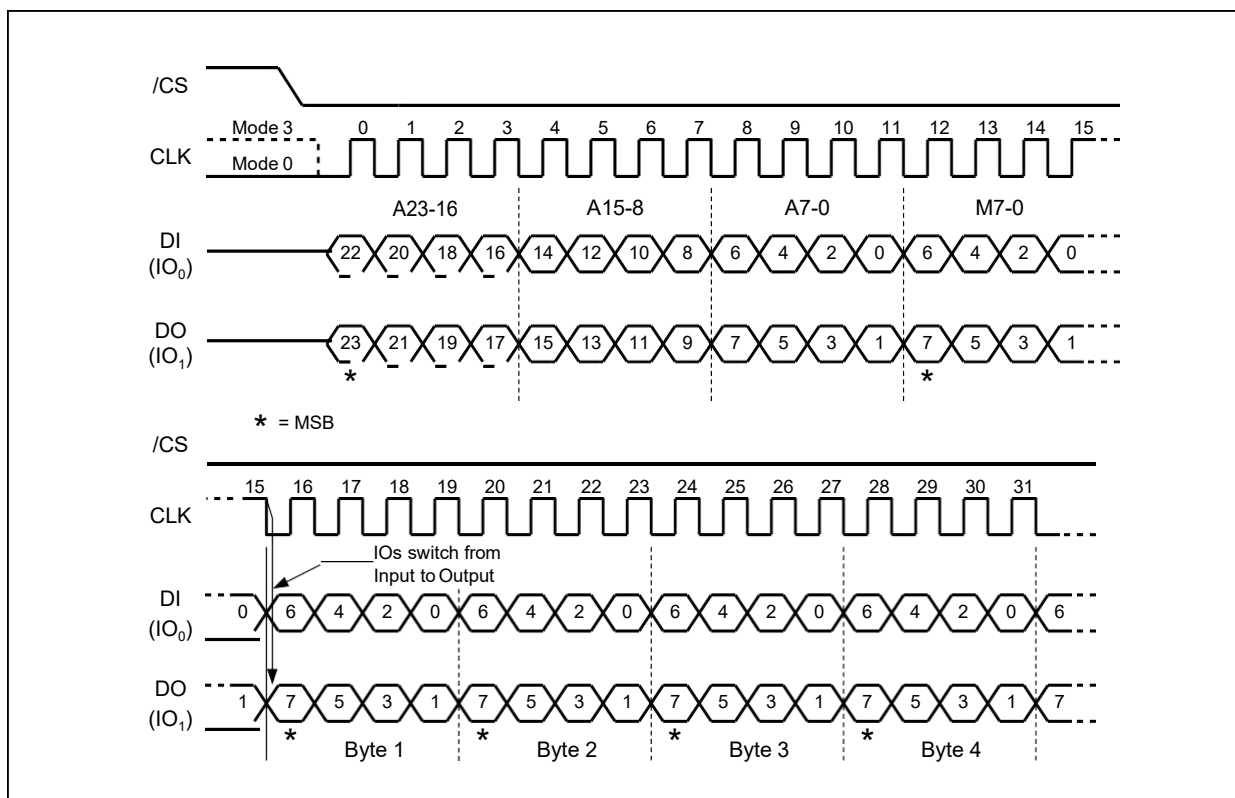 /CS
Mode 3 0 1 2 3 4 5 6 7 8 9 10 11 12 13 14 15
CLK
Mode 0
A23-16 A15-8 A7-0 M7-0
DI
(IO0) 22 20 18 16 14 12 10 8 6 4 2 0 6 4 2 0
DO
(IO1) 23 21 19 17 15 13 11 9 7 5 3 1 7 5 3 1
* *
* = MSB
/CS
15 16 17 18 19 20 21 22 23 24 25 26 27 28 29 30 31
CLK
IOs switch from
Input to Output
DI
(IO0) 0 6 4 2 0 6 4 2 0 6 4 2 0 6 4 2 0 6
DO
(IO1) 1 7 5 3 1 7 5 3 1 7 5 3 1 7 5 3 1 7
* * * *
Byte 1 Byte 2 Byte 3 Byte 4